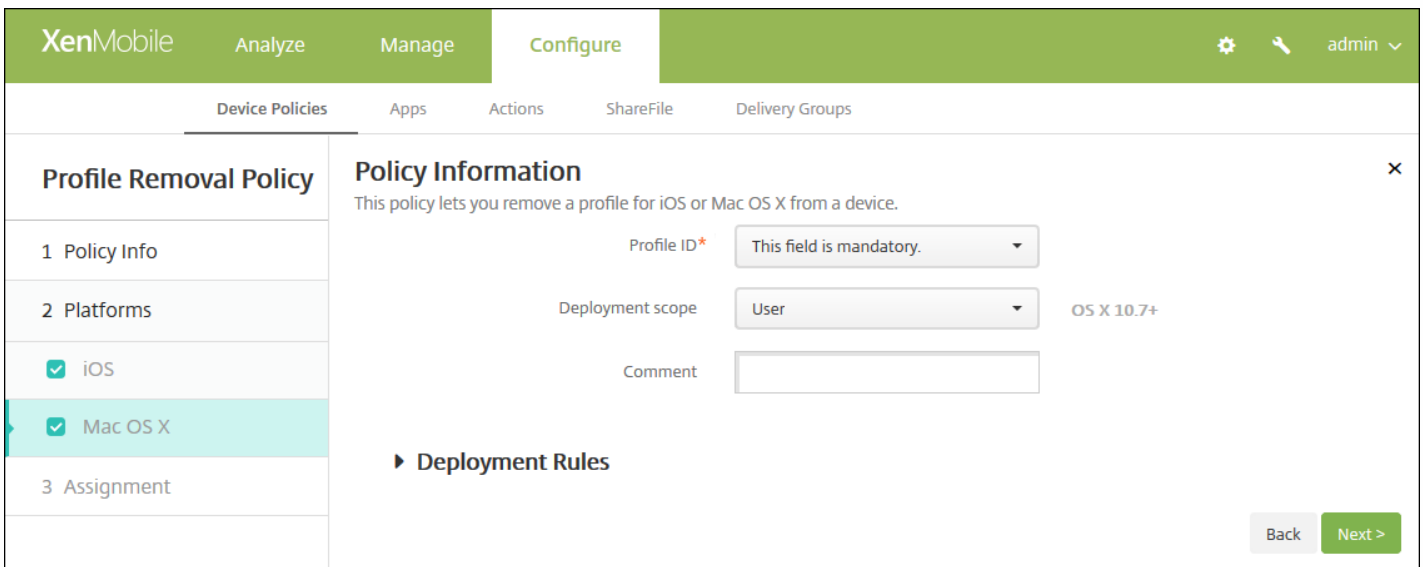 XenMobile Analyze Manage Configure admin
Device Policies Apps Actions ShareFile Delivery Groups
Profile Removal Policy
1 Policy Info
2 Platforms
iOS
Mac OS X
3 Assignment
Policy Information
This policy lets you remove a profile for iOS or Mac OS X from a device.
Profile ID* This field is mandatory.
Deployment scope User OS X 10.7+
Comment
Deployment Rules
Back Next >